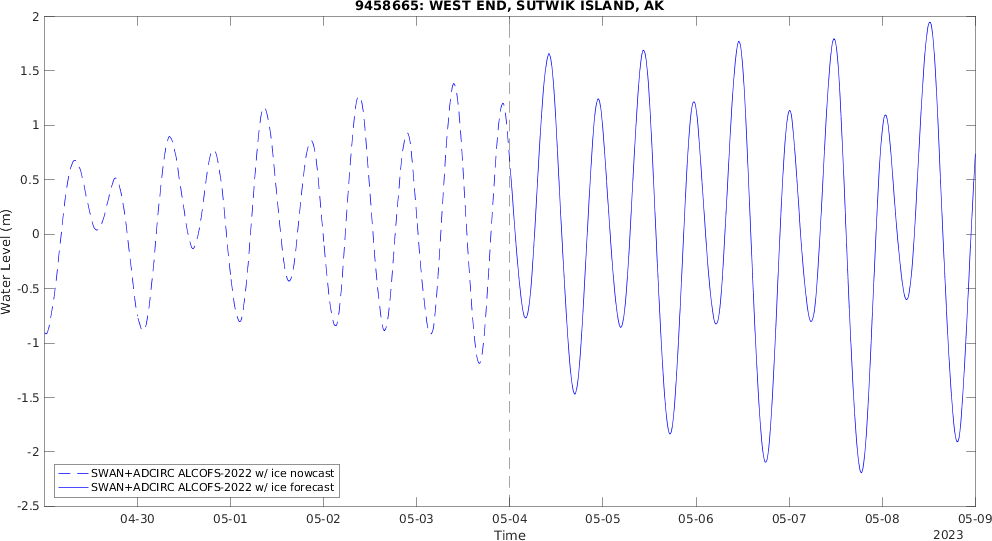 9458665: WEST END, SUTWIK ISLAND, AK
Water Level (m)
2
1.5
1
0.5
0
-0.5
-1
-1.5
-2
-2.5
SWAN+ADCIRC ALCOFS-2022 w/ ice nowcast
SWAN+ADCIRC ALCOFS-2022 w/ ice forecast
04-30 05-01 05-02 05-03 05-04 05-05 05-06 05-07 05-08 05-09
Time
2023